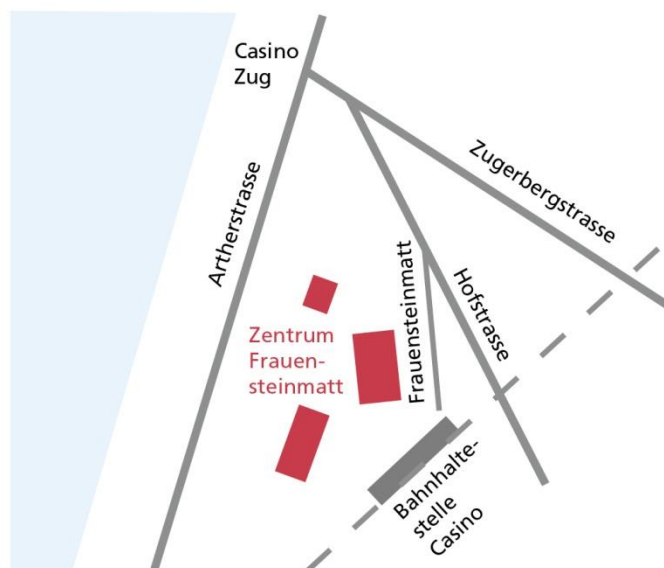 Casino
Zug
Artherstrasse
Zugerbergstrasse
Hofstrasse
Frauensteinmatt
Zentrum
Frauen-
steinmatt
Bahnhalte-
stelle
Casino